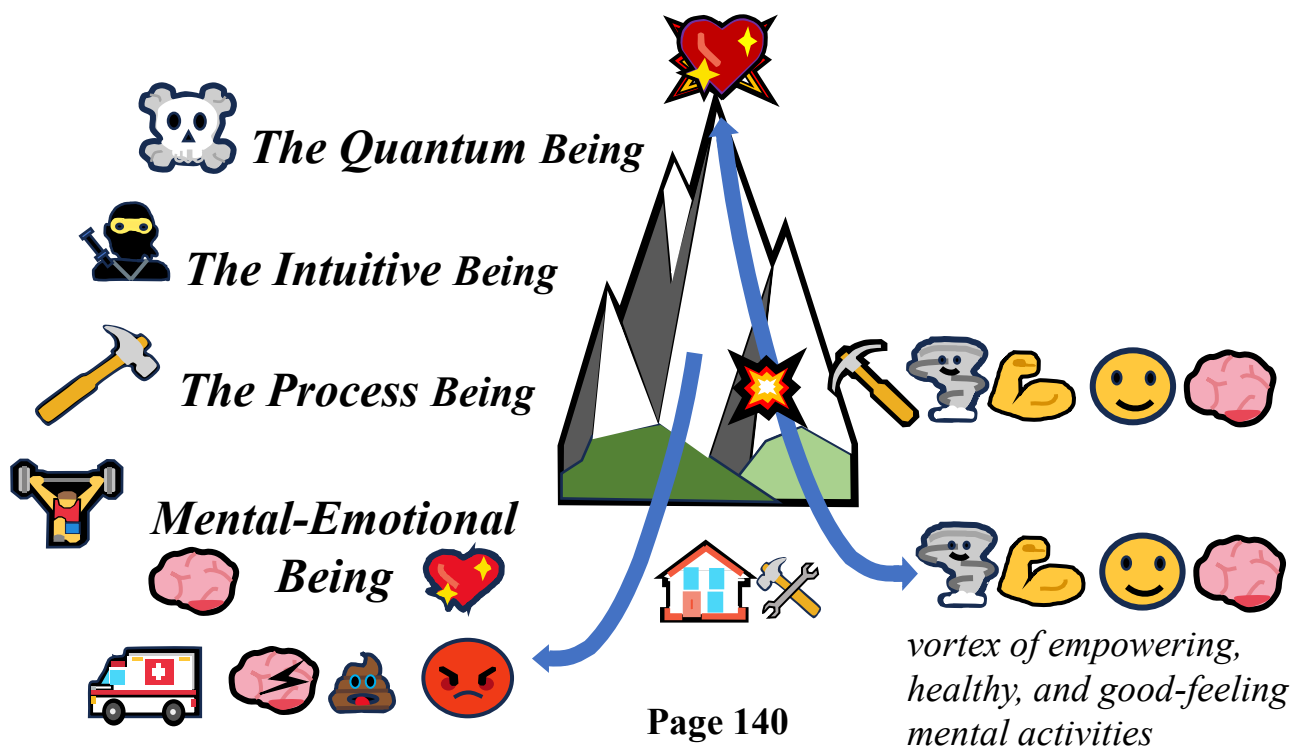 The Quantum Being
The Intuitive Being
The Process Being
Mental-Emotional
Being
vortex of empowering,
healthy, and good-feeling
mental activities
Page 140